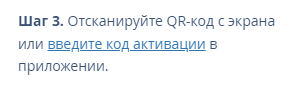 Шаг 3. Отсканируйте QR-код с экрана
или введите код активации в
приложении.